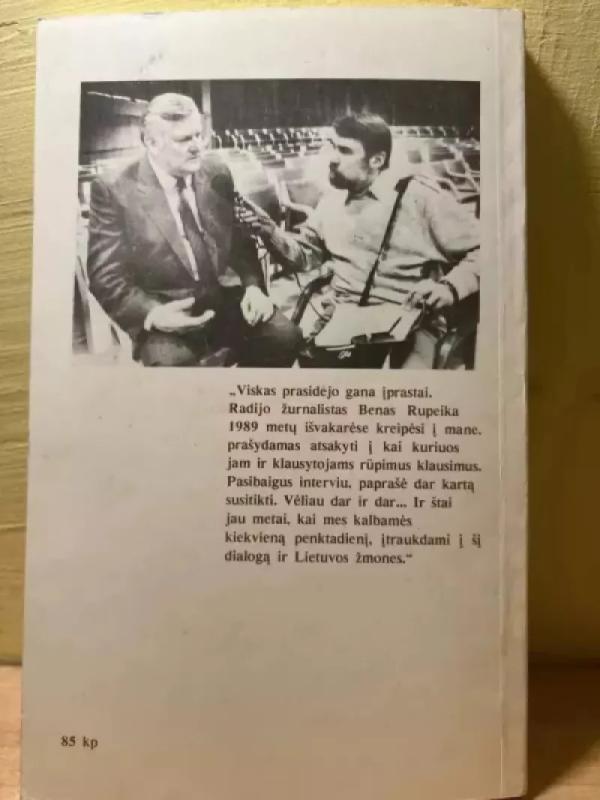 „Viskas prasidėjo gana įprastai.
Radijo žurnalistas Benas Rupeika
1989 metų išvakarėse kreipėsi į mane,
prašydamas atsakyti į kai kuriuos
jam ir klausytojams rūpimus klausimus.
Pasibaigus interviu, paprašė dar kartą
susitikti. Vėliau dar ir dar... Ir štai
jau metai, kai mes kalbamės
kiekvieną penktadienį, įtraukdami į šį
dialogą ir Lietuvos žmones.“
85 kp